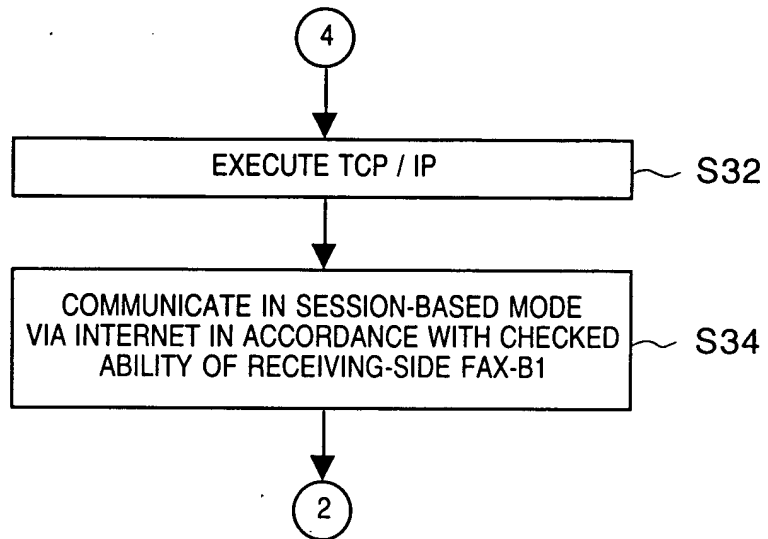 4
EXECUTE TCP / IP
S32
COMMUNICATE IN SESSION-BASED MODE
VIA INTERNET IN ACCORDANCE WITH CHECKED
ABILITY OF RECEIVING-SIDE FAX-B1
S34
2